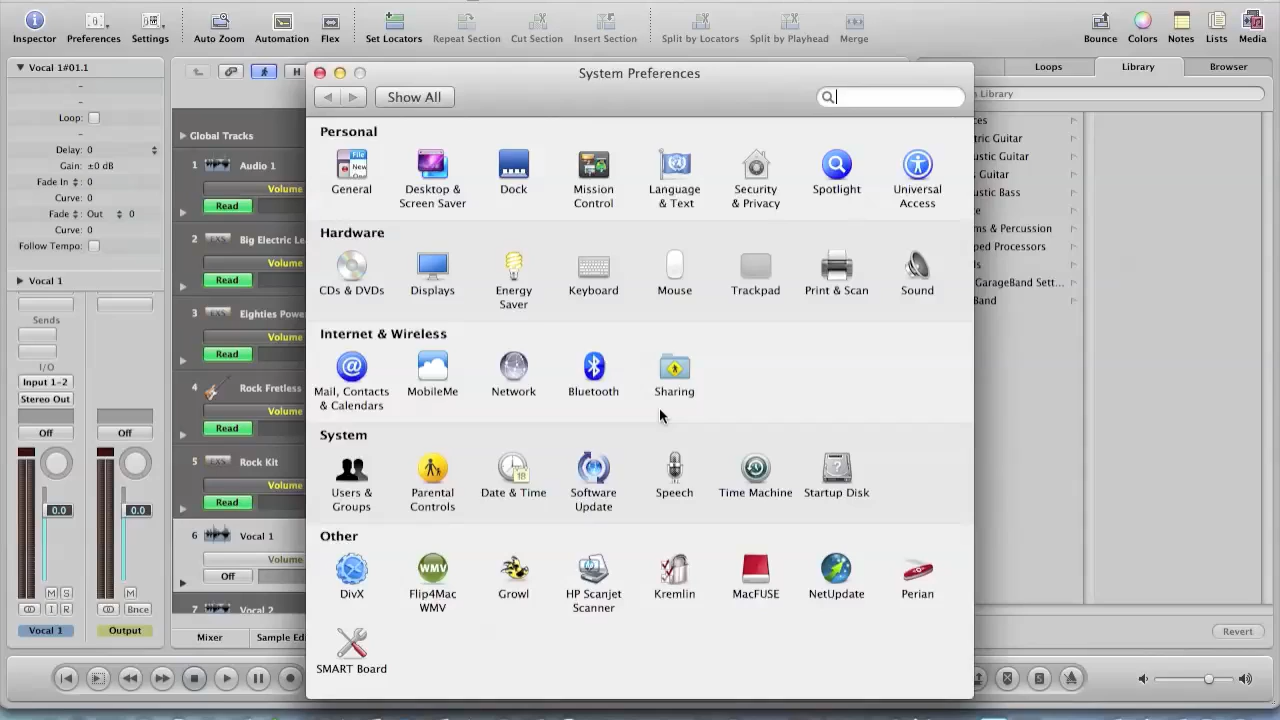 Inspector
Preferences
Settings
Auto Zoom
Automation
Flex
Set Locators
Repeat Section
Cut Section
Insert Section
Split by Locators
Split by Playhead
Merge
Bounce
Colors
Notes
Lists
Media
Vocal 1#01.1
-
-
Loop:
-
-
Delay: 0
Gain: ±0 dB
Fade In : 0
Curve: 0
Fade : Out : 0
Curve: 0
Follow Tempo:
Vocal 1
Sends
I/O
Input 1-2
Stereo Out
Off
Off
0.0
0.0
M S
M
I R
Bnce
Vocal 1
Output
H
Global Tracks
1 Audio 1
Volume
Read
2 Big Electric Le
Volume
Read
3 Eighties Powe
Volume
Read
4 Rock Fretless
Volume
Read
5 Rock Kit
Volume
Read
6 Vocal 1
Volume
Off
7 Vocal 2
Mixer
Sample Edi
System Preferences
Show All
Personal
General
Desktop &
Screen Saver
Dock
Mission
Control
Language
& Text
Security
& Privacy
Spotlight
Universal
Access
Hardware
CDs & DVDs
Displays
Energy
Saver
Keyboard
Mouse
Trackpad
Print & Scan
Sound
Internet & Wireless
Mail, Contacts
& Calendars
MobileMe
Network
Bluetooth
Sharing
System
Users &
Groups
Parental
Controls
Date & Time
Software
Update
Speech
Time Machine
Startup Disk
Other
DivX
Flip4Mac
WMV
Growl
HP Scanjet
Scanner
Kremlin
MacFUSE
NetUpdate
Perian
SMART Board
Loops
Library
Browser
Library
ces
tric Guitar
ustic Guitar
s Guitar
ustic Bass
ce
ms & Percussion
ped Processors
ds
GarageBand Sett...
Band
Revert